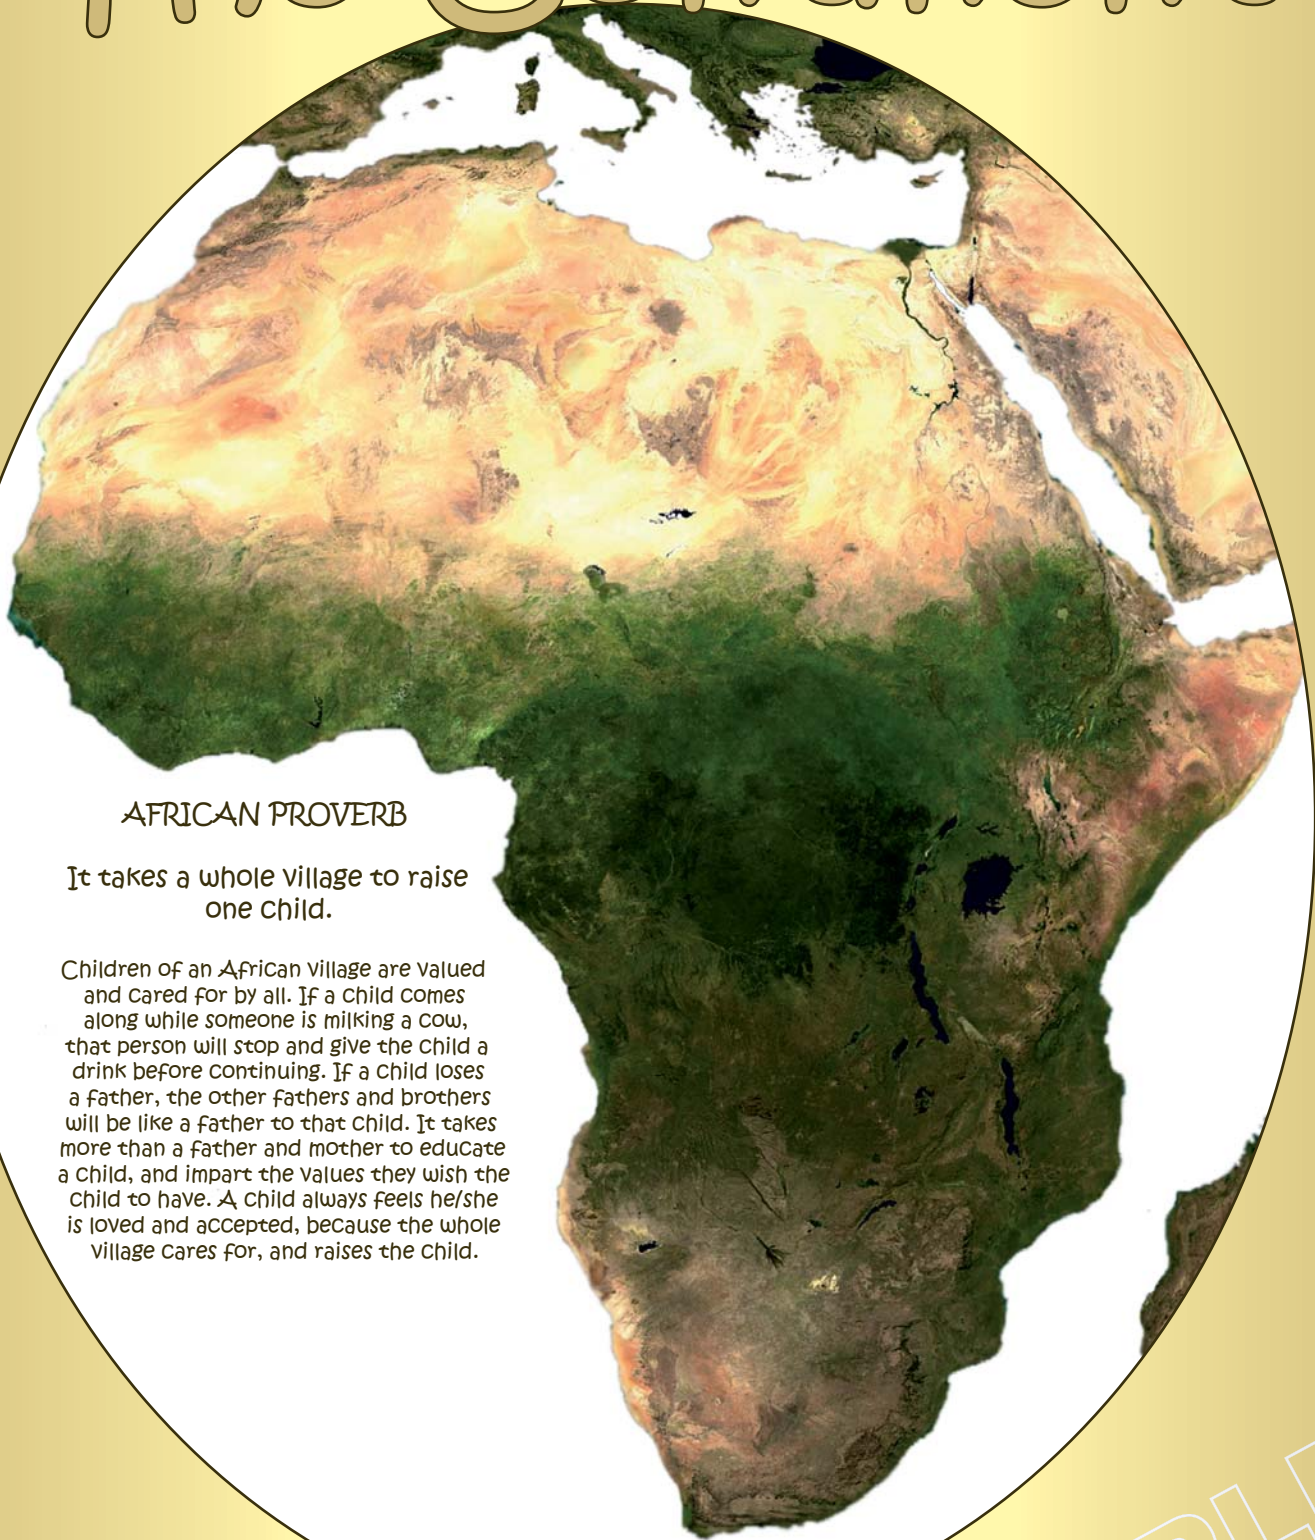 AFRICAN PROVERB
It takes a whole village to raise
one child.
Children of an African village are valued
and cared for by all. If a child comes
along while someone is milking a cow,
that person will stop and give the child a
drink before continuing. If a child loses
a father, the other fathers and brothers
will be like a father to that child. It takes
more than a father and mother to educate
a child, and impart the values they wish the
child to have. A child always feels he/she
is loved and accepted, because the whole
village cares for, and raises the child.